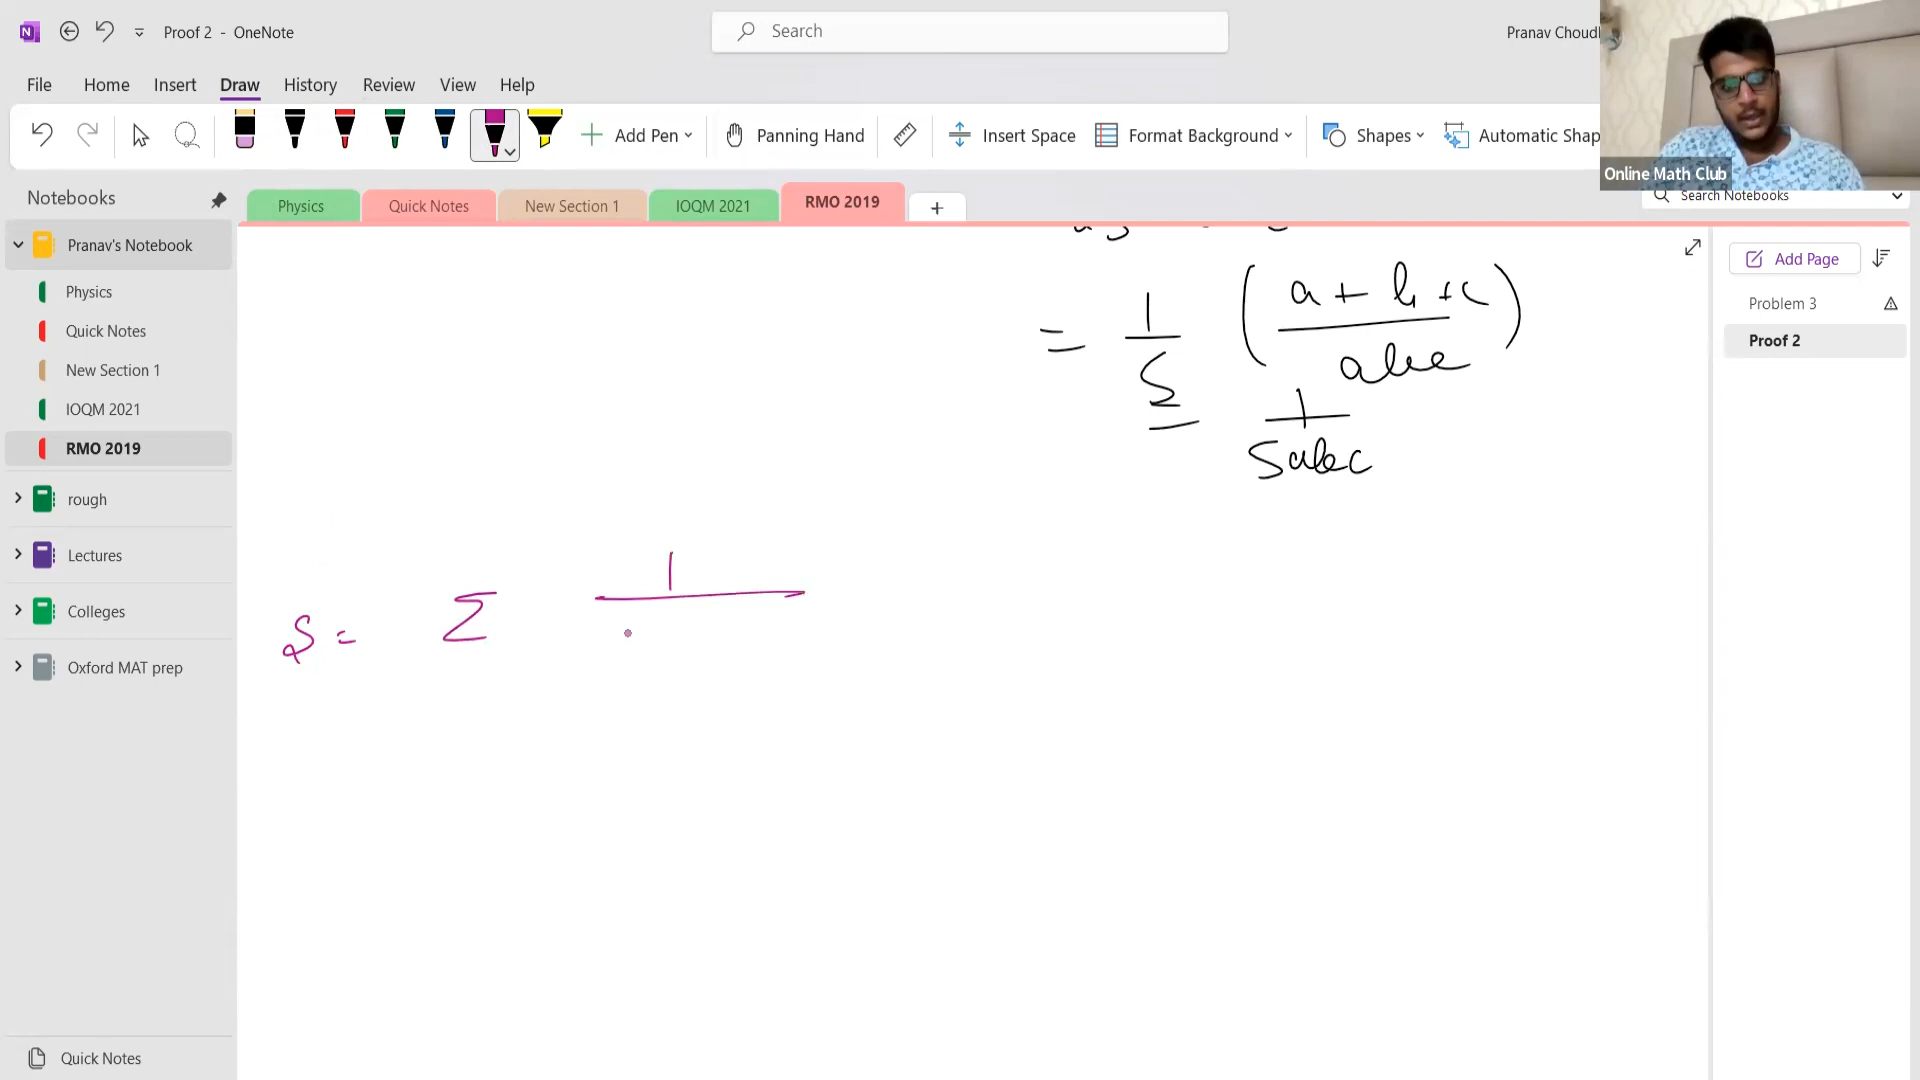 Proof 2 - OneNote
Search
Pranav Choudh
File Home Insert Draw History Review View Help
Add Pen Panning Hand Insert Space Format Background Shapes Automatic Shap
Online Math Club
Notebooks
Physics Quick Notes New Section 1 IOQM 2021 RMO 2019 +
Search Notebooks
Pranav's Notebook
Physics
Quick Notes
New Section 1
IOQM 2021
RMO 2019
rough
Lectures
Colleges
Oxford MAT prep
Quick Notes
Add Page
Problem 3
Proof 2
= 1/5 (a + b + c / abc)
1/5abc
S = Σ 1/